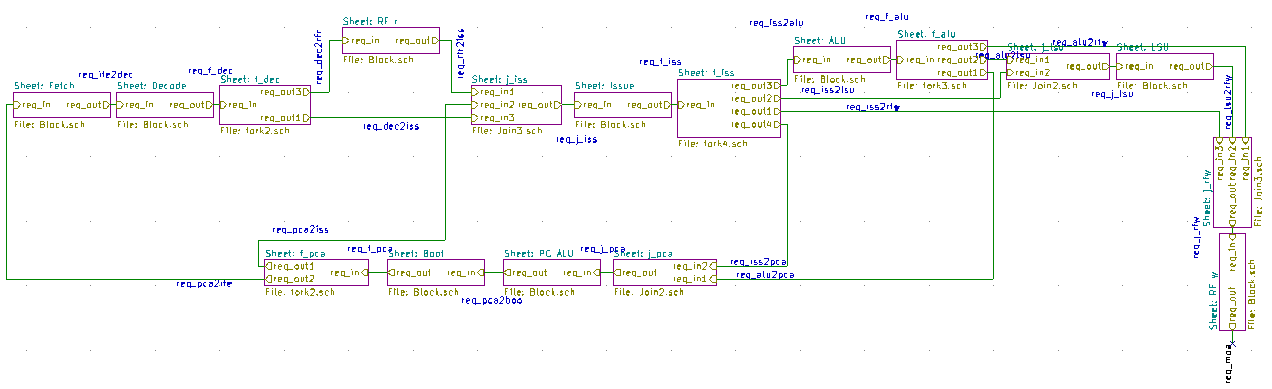 Sheet: RF_r
req_in
req_out
File: Block.sch
req_fss2alu
req_f_alu
Sheet: ALU
File: Block.sch
req_in
req_out
Sheet: f_alu
req_out3
req_in
req_out2
req_out1
File: fork3.sch
req_alu2rfw
req_alu2lsu
req_in1
req_in2
req_out
File: Join2.sch
Sheet: LSU
req_in
req_out
File: Block.sch
req_j_lsu
req_lsu2rfw
req_dec2rfr
Sheet: Fetch
req_in
req_out
File: Block.sch
req_ife2dec
Sheet: Decode
req_in
req_out
File: Block.sch
req_f_dec
Sheet: f_dec
req_out3
req_in
req_out1
File: fork2.sch
req_dec2iss
Sheet: j_iss
req_in1
req_in2
req_out
req_in3
File: Join3.sch
req_j_iss
Sheet: Issue
req_in
req_out
File: Block.sch
req_f_iss
Sheet: f_iss
req_out3
req_out2
req_in
req_out1
req_out4
File: fork4.sch
req_iss2lsu
req_iss2rfw
req_in3
req_in2
req_in1
req_out
Sheet: j_rfw
File: Join3.sch
req_j_rfw
req_in
req_out
Sheet: RF_w
File: Block.sch
req_pca2iss
Sheet: f_pca
req_out1
req_in
req_out2
File: fork2.sch
req_pca2ife
req_f_pca
Sheet: Boot
req_out
req_in
File: Block.sch
req_pca2boo
Sheet: PC_ALU
req_out
req_in
File: Block.sch
req_j_pca
Sheet: j_pca
req_in2
req_out
req_in1
File: Join2.sch
req_iss2pca
req_alu2pca